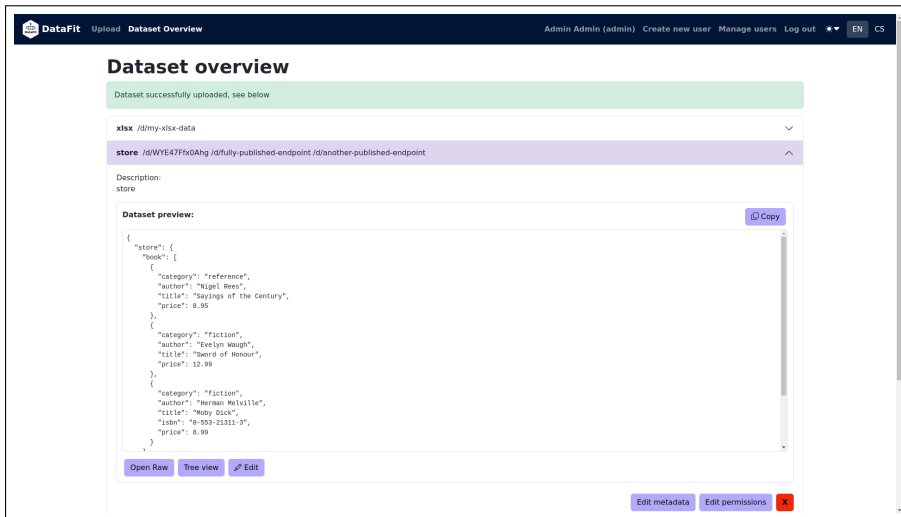 DataFit Upload Dataset Overview Admin Admin (admin) Create new user Manage users Log out EN CS
Dataset overview
Dataset successfully uploaded, see below
xlsx /d/my-xlsx-data
store /d/WYE47Ffx0Ahg /d/fully-published-endpoint /d/another-published-endpoint
Description:
store
Dataset preview: Copy
{
"store": {
"book": [
{
"category": "reference",
"author": "Nigel Rees",
"title": "Sayings of the Century",
"price": 8.95
},
{
"category": "fiction",
"author": "Evelyn Waugh",
"title": "Sword of Honour",
"price": 12.99
},
{
"category": "fiction",
"author": "Herman Melville",
"title": "Moby Dick",
"isbn": "0-553-21311-3",
"price": 8.99
}
Open Raw Tree view Edit
Edit metadata Edit permissions X